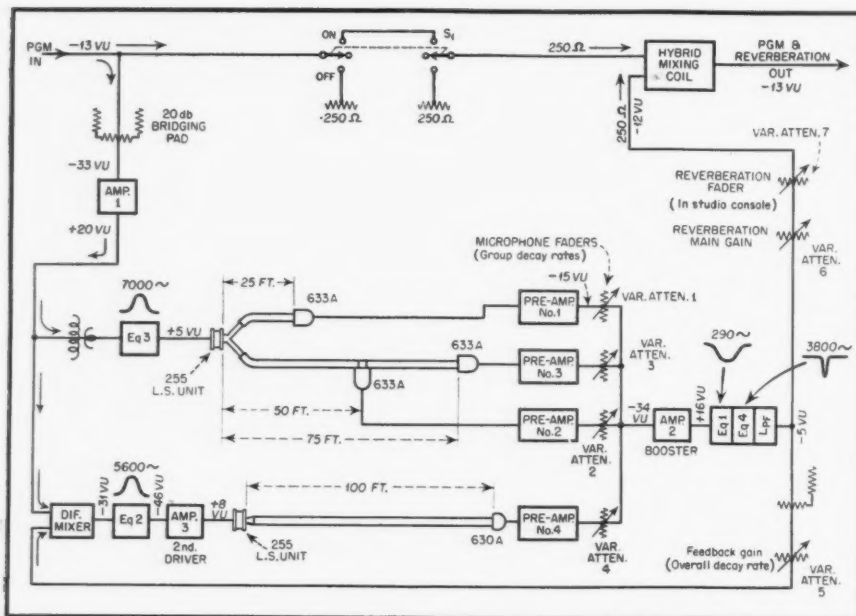 PGM IN
-13 VU
ON
S1
OFF
250Ω
250Ω
250Ω
HYBRID MIXING COIL
PGM & REVERBERATION
OUT
-13 VU
250Ω
-12 VU
20 db
BRIDGING
PAD
-33 VU
AMP. 1
+20 VU
VAR. ATTEN. 7
REVERBERATION
FADER
(In studio console)
REVERBERATION
MAIN GAIN
VAR. ATTEN. 6
MICROPHONE FADERS
(Group decay rates)
7000~
Eq 3
+5 VU
255
L.S. UNIT
25 FT.
633A
PRE-AMP. No.1
-15 VU
VAR. ATTEN. 1
633A
PRE-AMP. No.3
VAR. ATTEN. 3
633A
50 FT.
PRE-AMP. No.2
VAR. ATTEN. 2
75 FT.
-34 VU
AMP. 2
BOOSTER
+16 VU
290~
3800~
Eq 1
Eq 4
LPF
-5 VU
DIF. MIXER
-31 VU
5600~
Eq 2
-46 VU
AMP. 3
2nd. DRIVER
+8 VU
255
L.S. UNIT
100 FT.
630A
PRE-AMP. No.4
VAR. ATTEN. 4
Feedback gain
(Overall decay rate)
VAR. ATTEN. 5